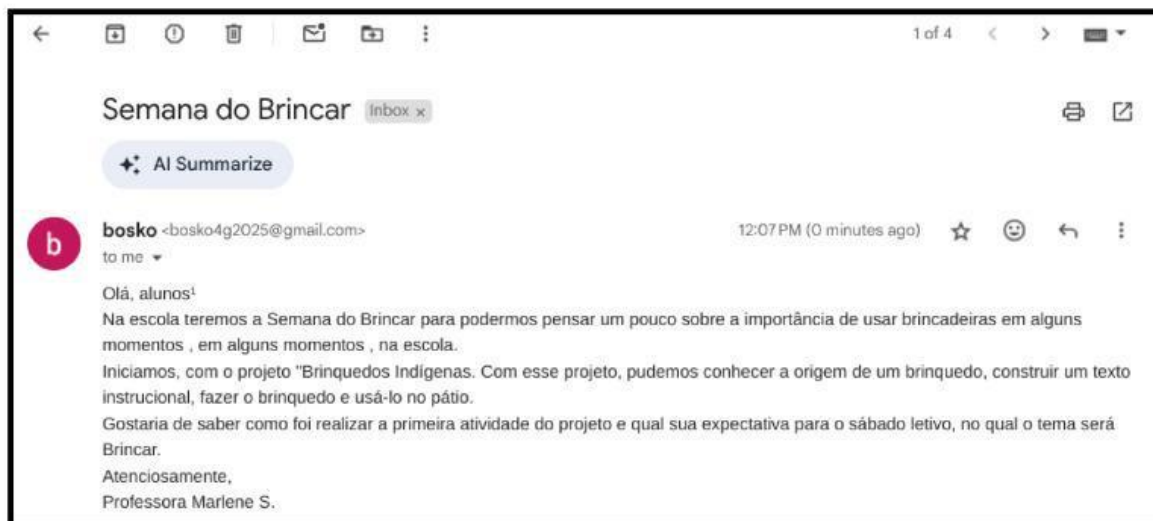 1 of 4
Semana do Brincar Inbox x
AI Summarize
b
bosko <bosko4g2025@gmail.com> 12:07 PM (0 minutes ago)
to me
Olá, alunos¹
Na escola teremos a Semana do Brincar para podermos pensar um pouco sobre a importância de usar brincadeiras em alguns
momentos , em alguns momentos , na escola.
Iniciamos, com o projeto "Brinquedos Indígenas. Com esse projeto, pudemos conhecer a origem de um brinquedo, construir um texto
instrucional, fazer o brinquedo e usá-lo no pátio.
Gostaria de saber como foi realizar a primeira atividade do projeto e qual sua expectativa para o sábado letivo, no qual o tema será
Brincar.
Atenciosamente,
Professora Marlene S.